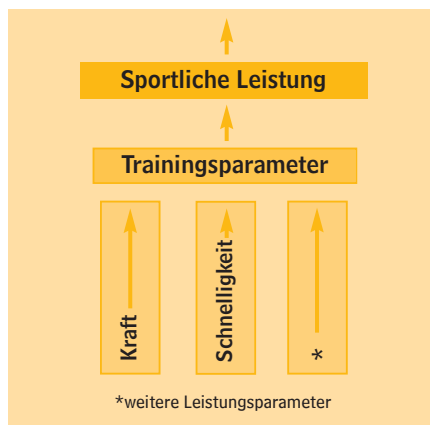 Sportliche Leistung
Trainingsparameter
Kraft
Schnelligkeit
*
*weitere Leistungsparameter